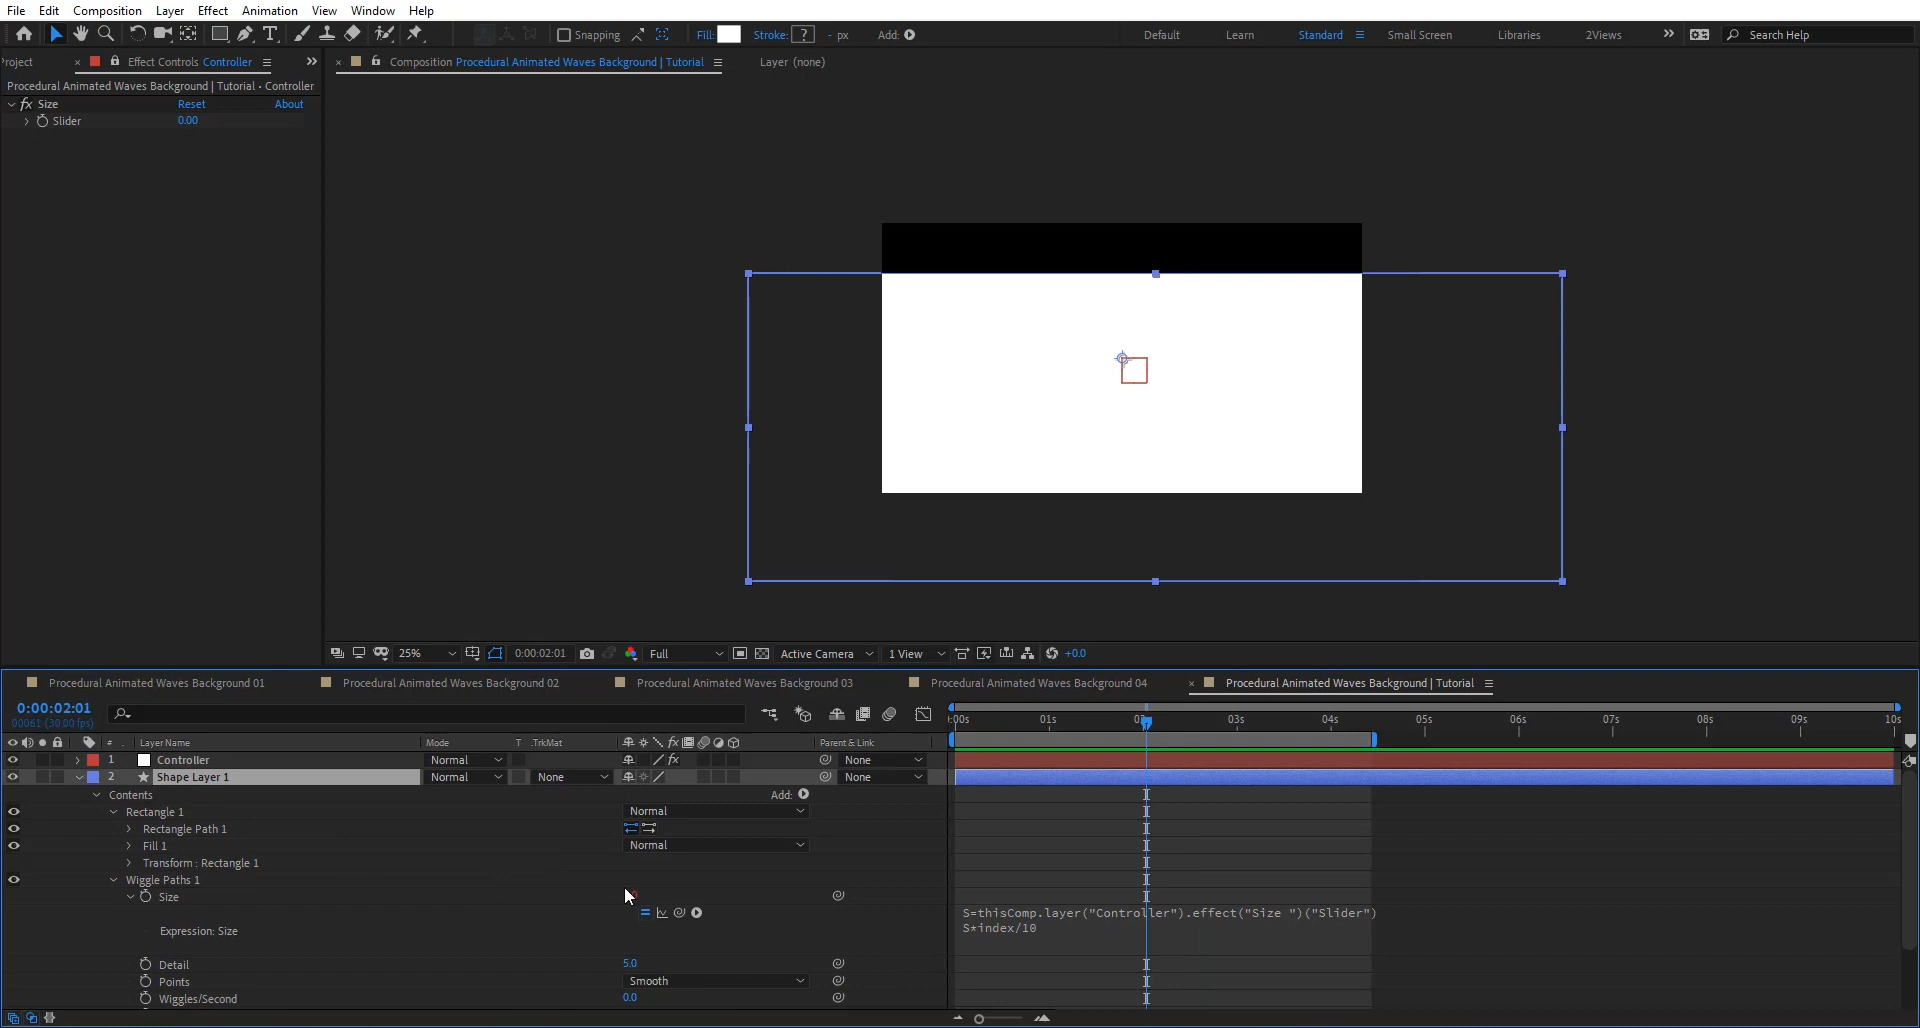 File Edit Composition Layer Effect Animation View Window Help
Snapping Fill: Stroke: ? - px Add: Default Learn Standard Small Screen Libraries 2Views Search Help
roject Effect Controls Controller Composition Procedural Animated Waves Background | Tutorial Layer (none)
Procedural Animated Waves Background | Tutorial • Controller
fx Size Reset About
Slider 0.00
25% 0:00:02:01 Full Active Camera 1 View +0.0
Procedural Animated Waves Background 01 Procedural Animated Waves Background 02 Procedural Animated Waves Background 03 Procedural Animated Waves Background 04 Procedural Animated Waves Background | Tutorial
0:00:02:01
00061 (30.00 fps)
:00s 01s 03s 04s 05s 06s 07s 08s 09s 10s
# Layer Name Mode T .TrkMat fx Parent & Link
1 Controller Normal fx None
2 Shape Layer 1 Normal None None
Contents Add:
Rectangle 1 Normal
Rectangle Path 1
Fill 1 Normal
Transform : Rectangle 1
Wiggle Paths 1
Size
S=thisComp.layer("Controller").effect("Size ")("Slider")
S*index/10
Expression: Size
Detail 5.0
Points Smooth
Wiggles/Second 0.0